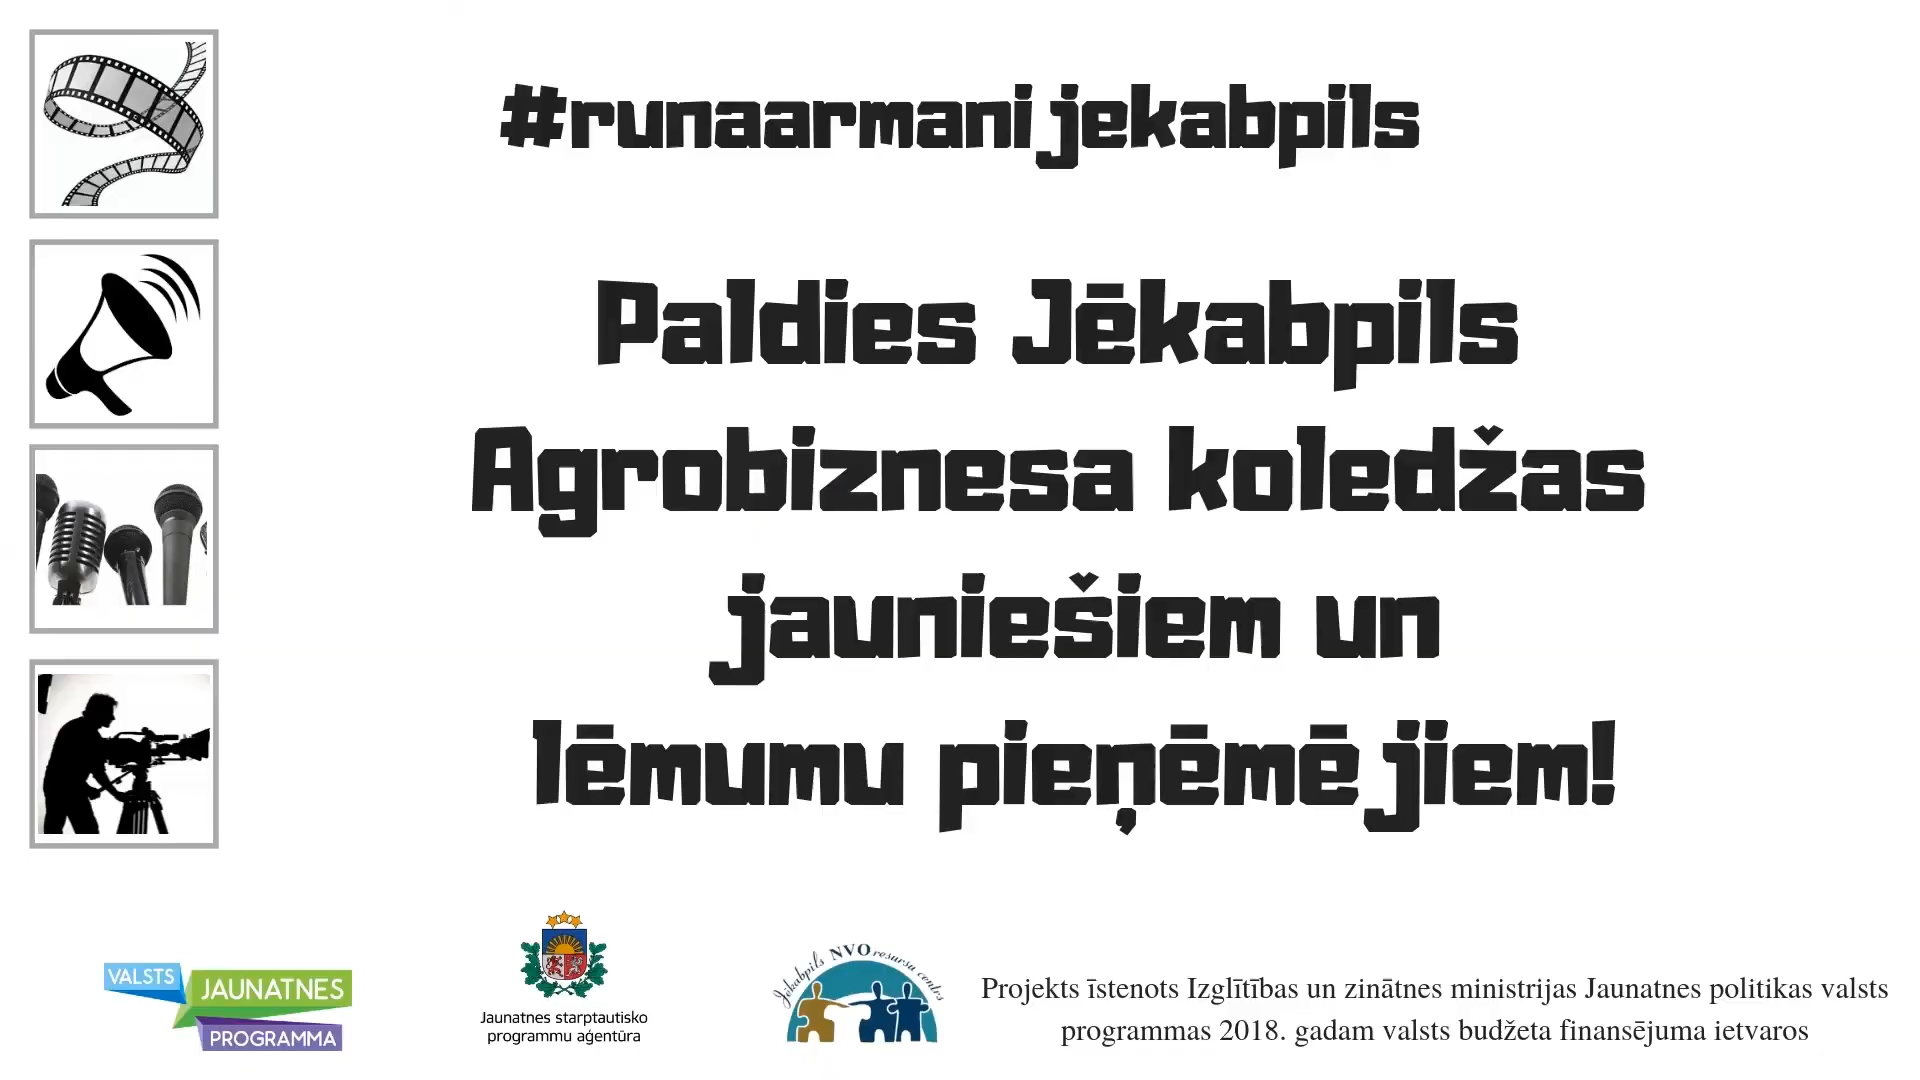 #runaarmanijekabpils
Paldies Jēkabpils
Agrobiznesa koledžas
jauniešiem un
lēmumu pieņēmējiem!
VALSTS
JAUNATNES
PROGRAMMA
Jaunatnes starptautisko
programmu aģentūra
Jēkabpils NVO resursu centrs
Projekts īstenots Izglītības un zinātnes ministrijas Jaunatnes politikas valsts
programmas 2018. gadam valsts budžeta finansējuma ietvaros